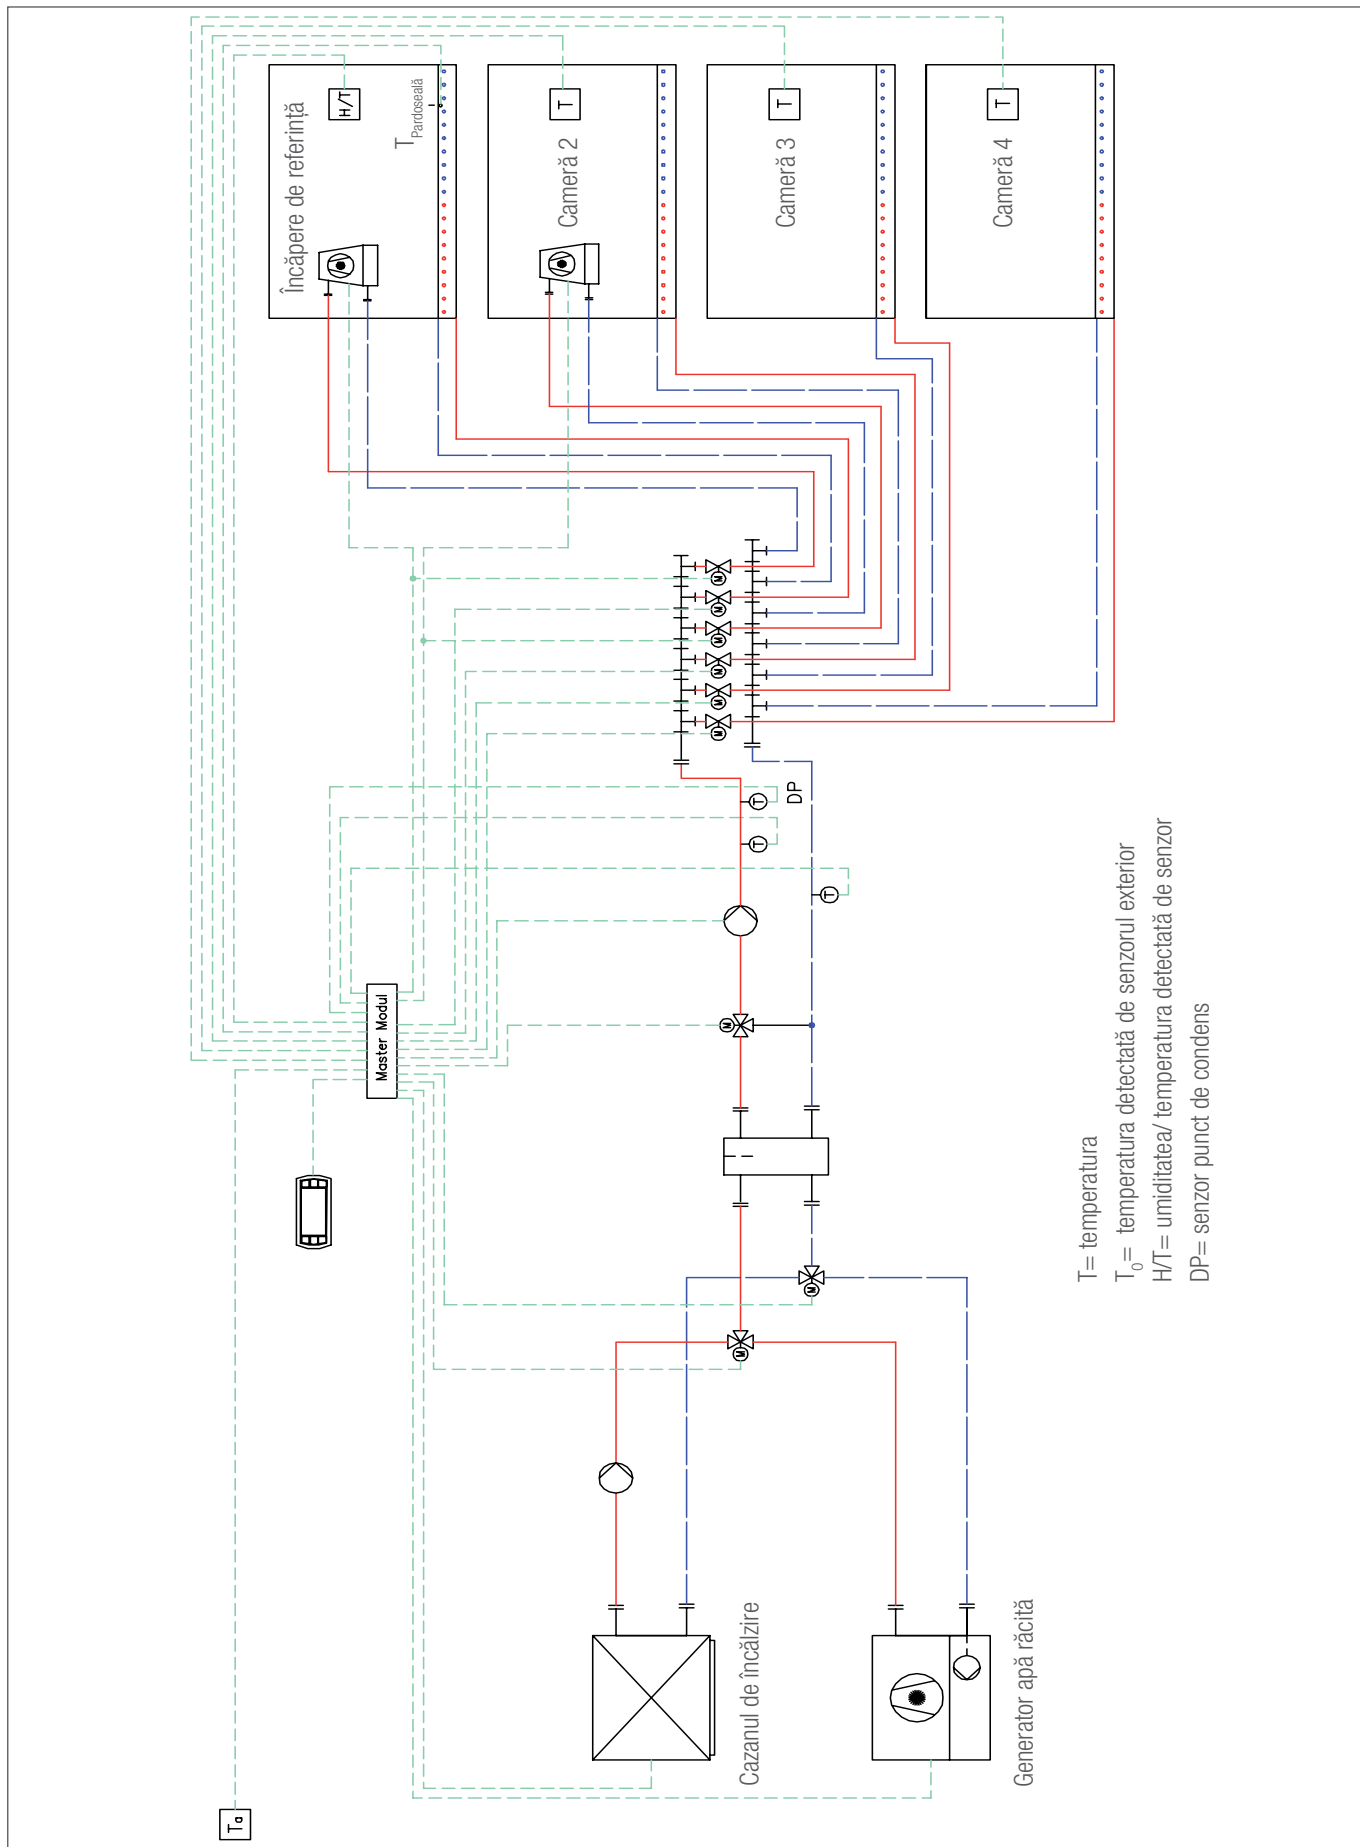 Încăpere de referință
H/T
T Pardoseală
Cameră 2
T
Cameră 3
T
Cameră 4
T
M
M
M
M
M
M
DP
T
T
T
M
Master Modul
M
M
Cazanul de încălzire
Generator apă răcită
Ta
T= temperatura
T₀= temperatura detectată de senzorul exterior
H/T= umiditatea/ temperatura detectată de senzor
DP= senzor punct de condens